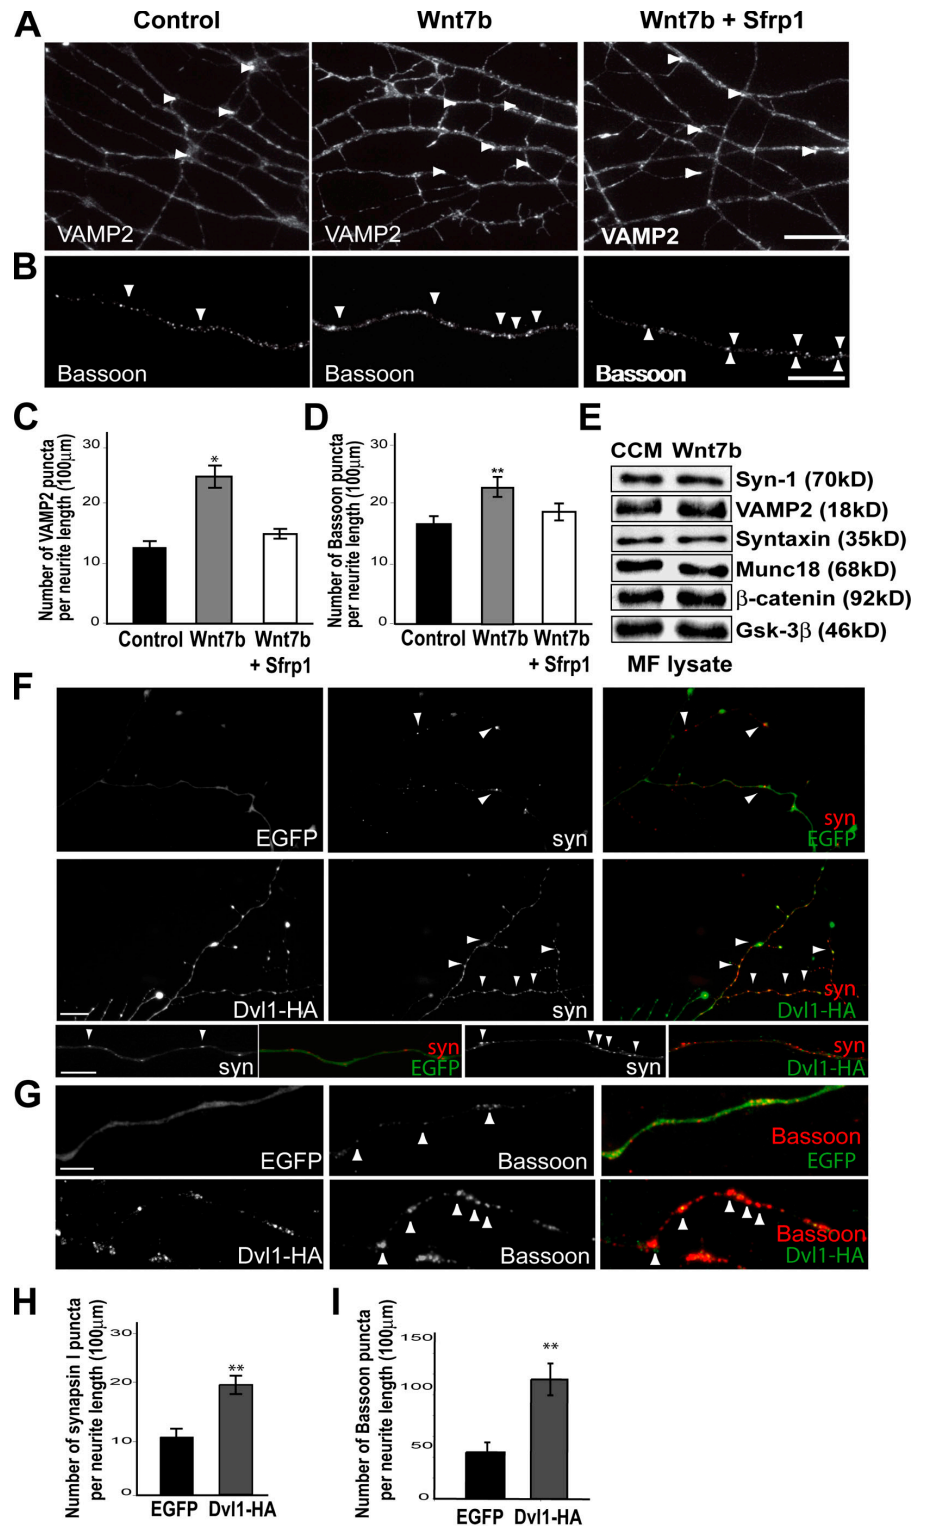 A
Control Wnt7b Wnt7b + Sfrp1
VAMP2 VAMP2 VAMP2
B
Bassoon Bassoon Bassoon
C
Number of VAMP2 puncta
per neurite length (100µm)
30
20
10
0
Control Wnt7b Wnt7b
+ Sfrp1
D
Number of Bassoon puncta
per neurite length (100µm)
30
20
10
0
Control Wnt7b Wnt7b
+ Sfrp1
*
**
E
CCM Wnt7b
Syn-1 (70kD)
VAMP2 (18kD)
Syntaxin (35kD)
Munc18 (68kD)
β-catenin (92kD)
Gsk-3β (46kD)
MF lysate
F
EGFP syn syn
EGFP
Dvl1-HA syn syn
Dvl1-HA
syn syn
EGFP
syn syn
Dvl1-HA
G
EGFP Bassoon Bassoon
EGFP
Dvl1-HA Bassoon Bassoon
Dvl1-HA
H
Number of synapsin I puncta
per neurite length (100µm)
30
20
10
0
**
EGFP Dvl1-HA
I
Number of Bassoon puncta
per neurite length (100µm)
150
100
50
0
**
EGFP Dvl1-HA